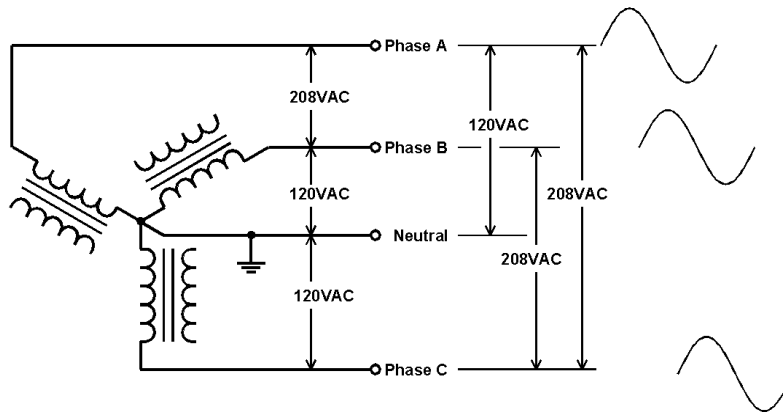 Phase A
208VAC
120VAC
Phase B
120VAC
208VAC
Neutral
208VAC
120VAC
Phase C